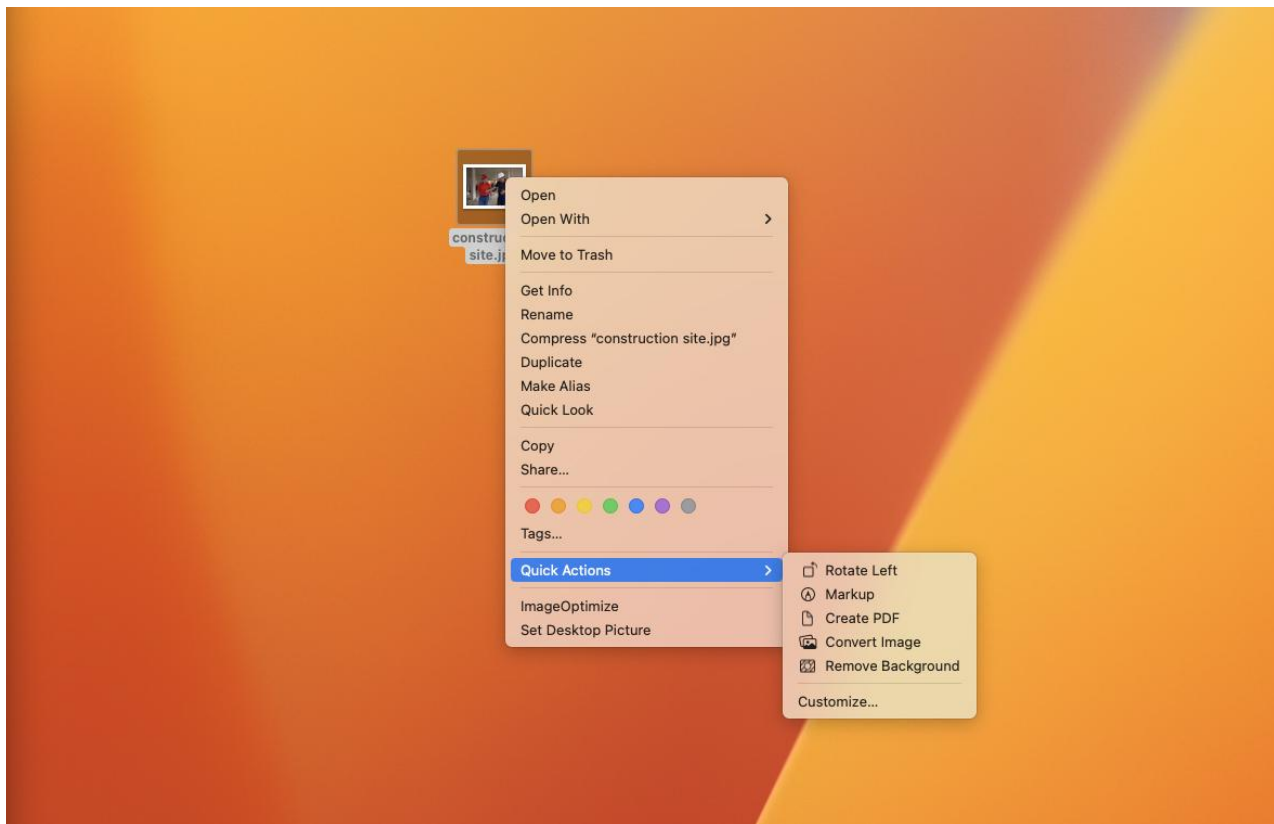 construc
site.j
Open
Open With
Move to Trash
Get Info
Rename
Compress “construction site.jpg”
Duplicate
Make Alias
Quick Look
Copy
Share...
Tags...
Quick Actions
ImageOptimize
Set Desktop Picture
Rotate Left
Markup
Create PDF
Convert Image
Remove Background
Customize...